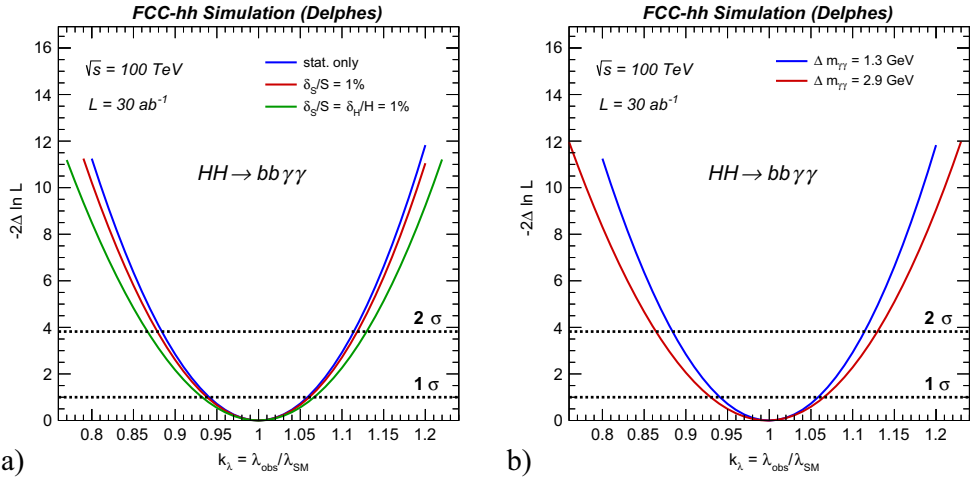 FCC-hh Simulation (Delphes)
-2Δ ln L
16
14
12
10
8
6
4
2
0
√s = 100 TeV
L = 30 ab⁻¹
stat. only
δS/S = 1%
δS/S = δH/H = 1%
HH → bbγγ
2 σ
1 σ
0.8 0.85 0.9 0.95 1 1.05 1.1 1.15 1.2
kλ = λobs/λSM
a)
FCC-hh Simulation (Delphes)
-2Δ ln L
16
14
12
10
8
6
4
2
0
√s = 100 TeV
L = 30 ab⁻¹
Δ mγγ = 1.3 GeV
Δ mγγ = 2.9 GeV
HH → bbγγ
2 σ
1 σ
0.8 0.85 0.9 0.95 1 1.05 1.1 1.15 1.2
kλ = λobs/λSM
b)